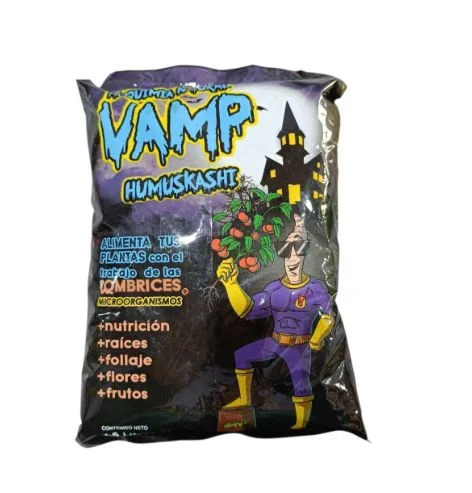 VAMP
HUMUSKASHI
ALIMENTA TUS
PLANTAS con el
trabajo de las
LOMBRICES +
MICROORGANISMOS
+nutrición
+raíces
+follaje
+flores
+frutos
CONTENIDO NETO